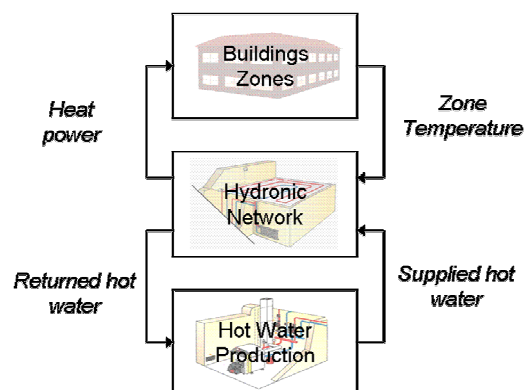 Buildings
Zones
Heat
power
Zone
Temperature
Hydronic
Network
Returned hot
water
Supplied hot
water
Hot Water
Production